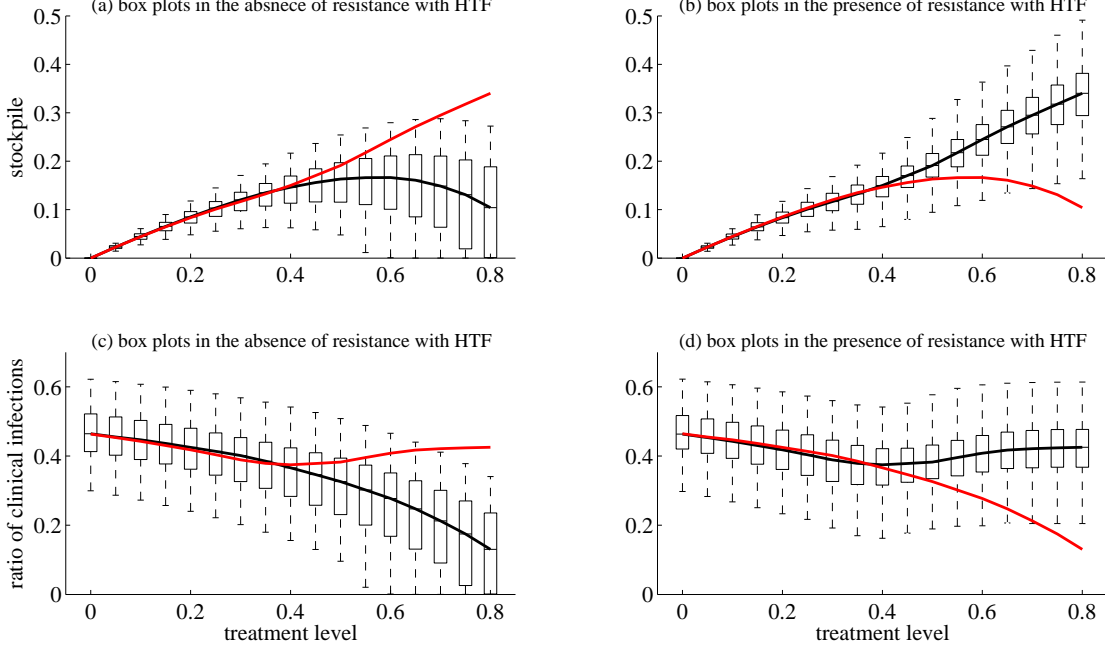 (a) box plots in the absnece of resistance with HTF
(b) box plots in the presence of resistance with HTF
0.5
0.4
0.3
0.2
0.1
0
stockpile
0 0.2 0.4 0.6 0.8
0.5
0.4
0.3
0.2
0.1
0
0 0.2 0.4 0.6 0.8
(c) box plots in the absence of resistance with HTF
(d) box plots in the presence of resistance with HTF
0.6
0.4
0.2
0
ratio of clinical infections
0 0.2 0.4 0.6 0.8
treatment level
0.6
0.4
0.2
0
0 0.2 0.4 0.6 0.8
treatment level